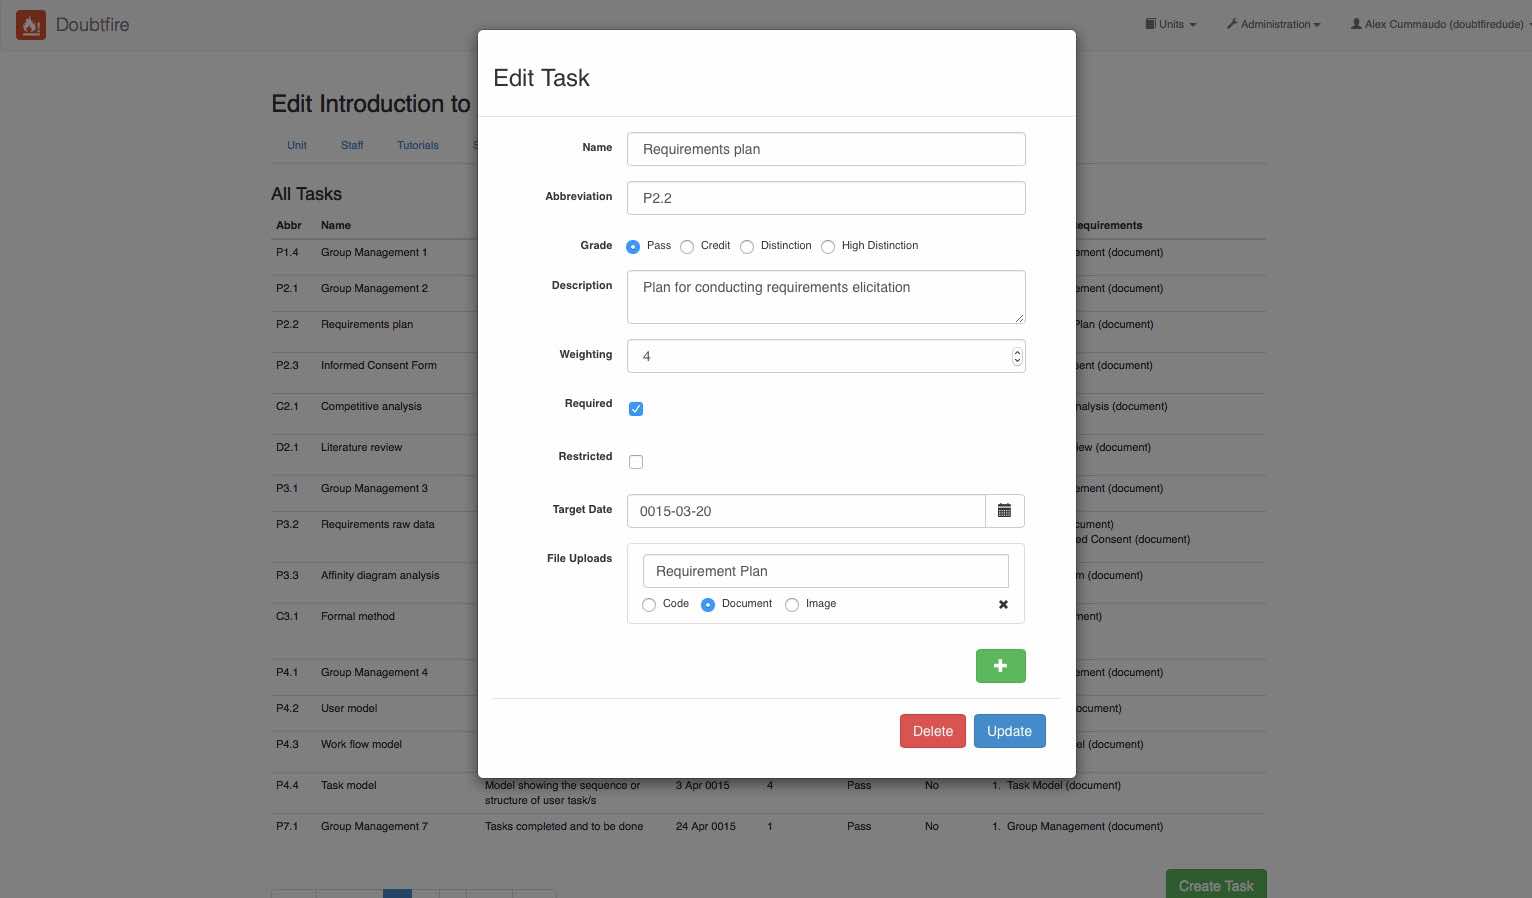 Doubtfire
Units
Administration
Alex Cummaudo (doubtfiredude)
Edit Introduction to
Unit
Staff
Tutorials
All Tasks
Abbr Name
P1.4 Group Management 1
P2.1 Group Management 2
P2.2 Requirements plan
P2.3 Informed Consent Form
C2.1 Competitive analysis
D2.1 Literature review
P3.1 Group Management 3
P3.2 Requirements raw data
P3.3 Affinity diagram analysis
C3.1 Formal method
P4.1 Group Management 4
P4.2 User model
P4.3 Work flow model
P4.4 Task model Model showing the sequence or 3 Apr 0015 4 Pass No 1. Task Model (document)
structure of user task/s
P7.1 Group Management 7 Tasks completed and to be done 24 Apr 0015 1 Pass No 1. Group Management (document)
Create Task
Edit Task
Name Requirements plan
Abbreviation P2.2
Grade Pass Credit Distinction High Distinction
Description Plan for conducting requirements elicitation
Weighting 4
Required
Restricted
Target Date 0015-03-20
File Uploads Requirement Plan
Code Document Image
Delete Update
equirements
ement (document)
ement (document)
Plan (document)
ent (document)
nalysis (document)
iew (document)
ement (document)
cument)
ed Consent (document)
m (document)
ment)
ement (document)
ocument)
el (document)